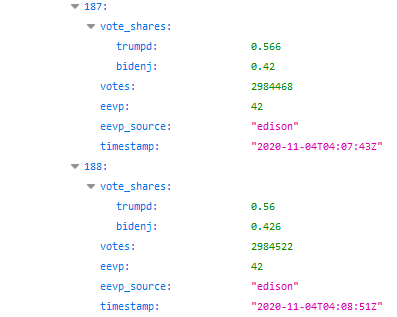 187:
vote_shares:
trumpd: 0.566
bidenj: 0.42
votes: 2984468
eevp: 42
eevp_source: "edison"
timestamp: "2020-11-04T04:07:43Z"
188:
vote_shares:
trumpd: 0.56
bidenj: 0.426
votes: 2984522
eevp: 42
eevp_source: "edison"
timestamp: "2020-11-04T04:08:51Z"